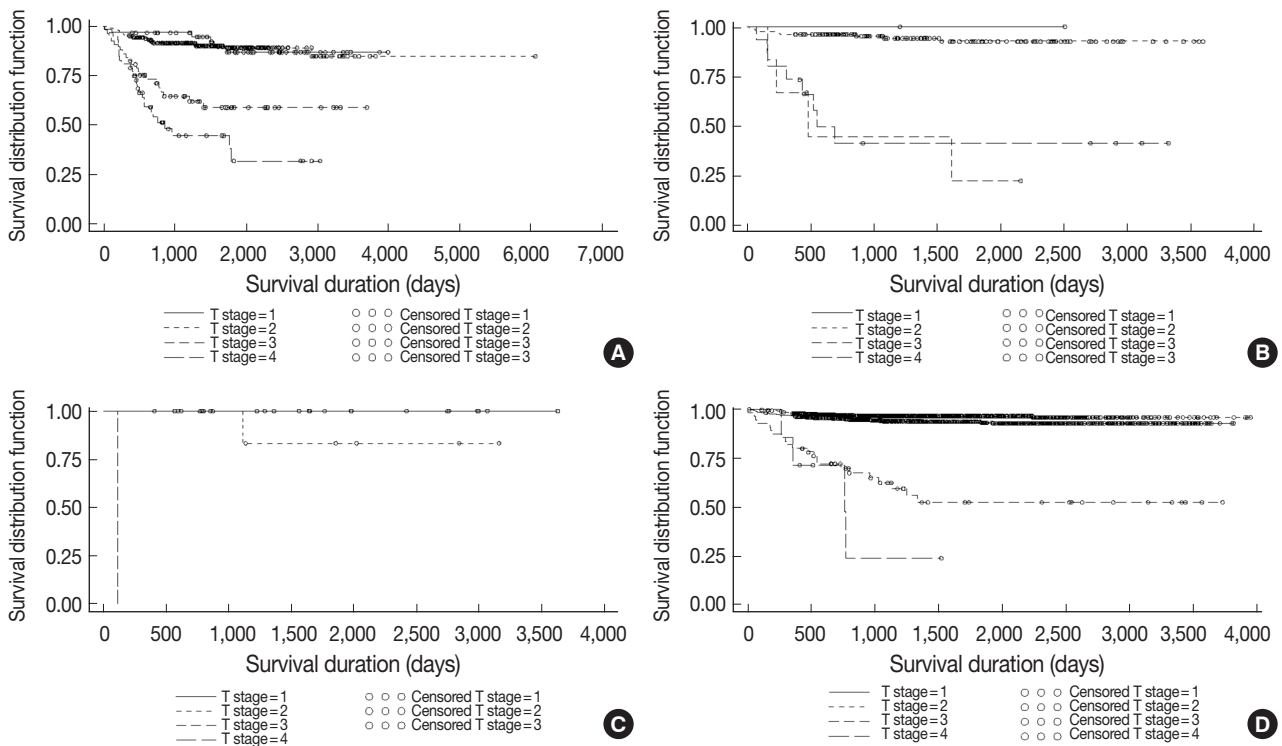 1.00
0.75
0.50
0.25
0.00
Survival distribution function
0 1,000 2,000 3,000 4,000 5,000 6,000 7,000
Survival duration (days)
T stage=1
T stage=2
T stage=3
T stage=4
Censored T stage=1
Censored T stage=2
Censored T stage=3
Censored T stage=3
A
1.00
0.75
0.50
0.25
0.00
Survival distribution function
0 500 1,000 1,500 2,000 2,500 3,000 3,500 4,000
Survival duration (days)
T stage=1
T stage=2
T stage=3
T stage=4
Censored T stage=1
Censored T stage=2
Censored T stage=3
Censored T stage=3
B
1.00
0.75
0.50
0.25
0.00
Survival distribution function
0 500 1,000 1,500 2,000 2,500 3,000 3,500 4,000
Survival duration (days)
T stage=1
T stage=2
T stage=3
T stage=4
Censored T stage=1
Censored T stage=2
Censored T stage=3
C
1.00
0.75
0.50
0.25
0.00
Survival distribution function
0 500 1,000 1,500 2,000 2,500 3,000 3,500 4,000
Survival duration (days)
T stage=1
T stage=2
T stage=3
T stage=4
Censored T stage=1
Censored T stage=2
Censored T stage=3
Censored T stage=4
D